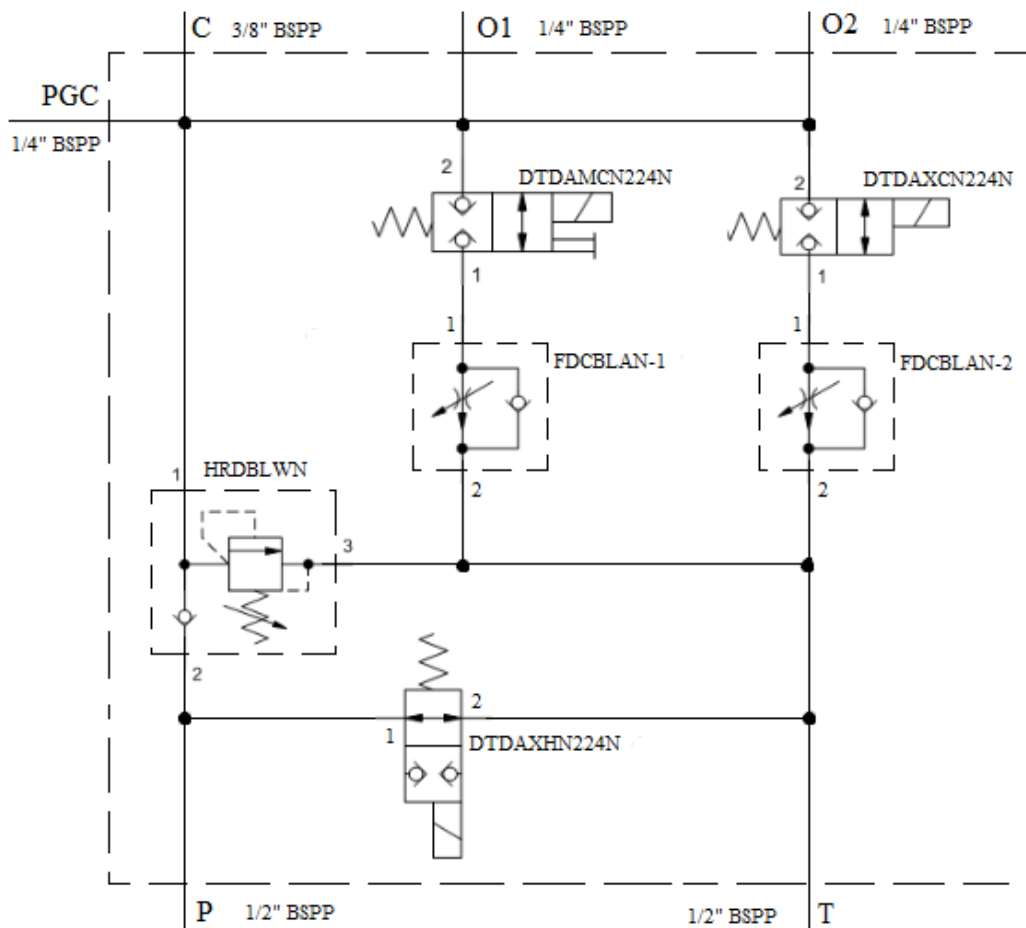 C 3/8" BSPP O1 1/4" BSPP O2 1/4" BSPP
PGC
1/4" BSPP
2 DTDAMCN224N 2 DTDAXCN224N
1 1
1 1
FDCBLAN-1 FDCBLAN-2
1 HRDBLWN 2 2
3
2
2
1 DTDAXHN224N
P 1/2" BSPP 1/2" BSPP T